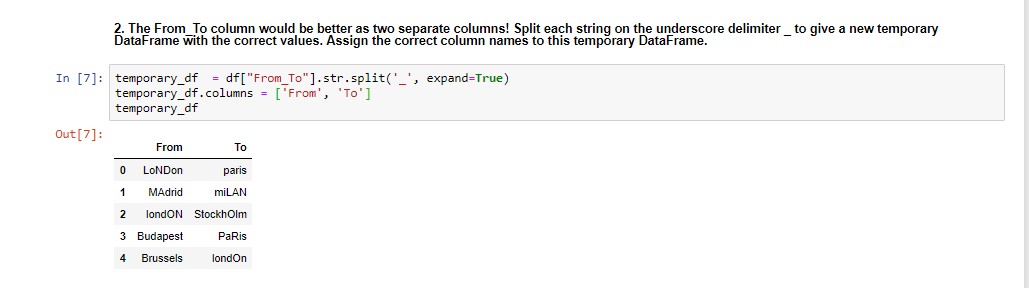 2. The From_To column would be better as two separate columns! Split each string on the underscore delimiter _ to give a new temporary
DataFrame with the correct values. Assign the correct column names to this temporary DataFrame.
In [7]: temporary_df = df["From_To"].str.split('_', expand=True)
temporary_df.columns = ['From', 'To']
temporary_df
Out[7]:
From To
0 LoNDon paris
1 MAdrid miLAN
2 londON StockhOlm
3 Budapest PaRis
4 Brussels londOn